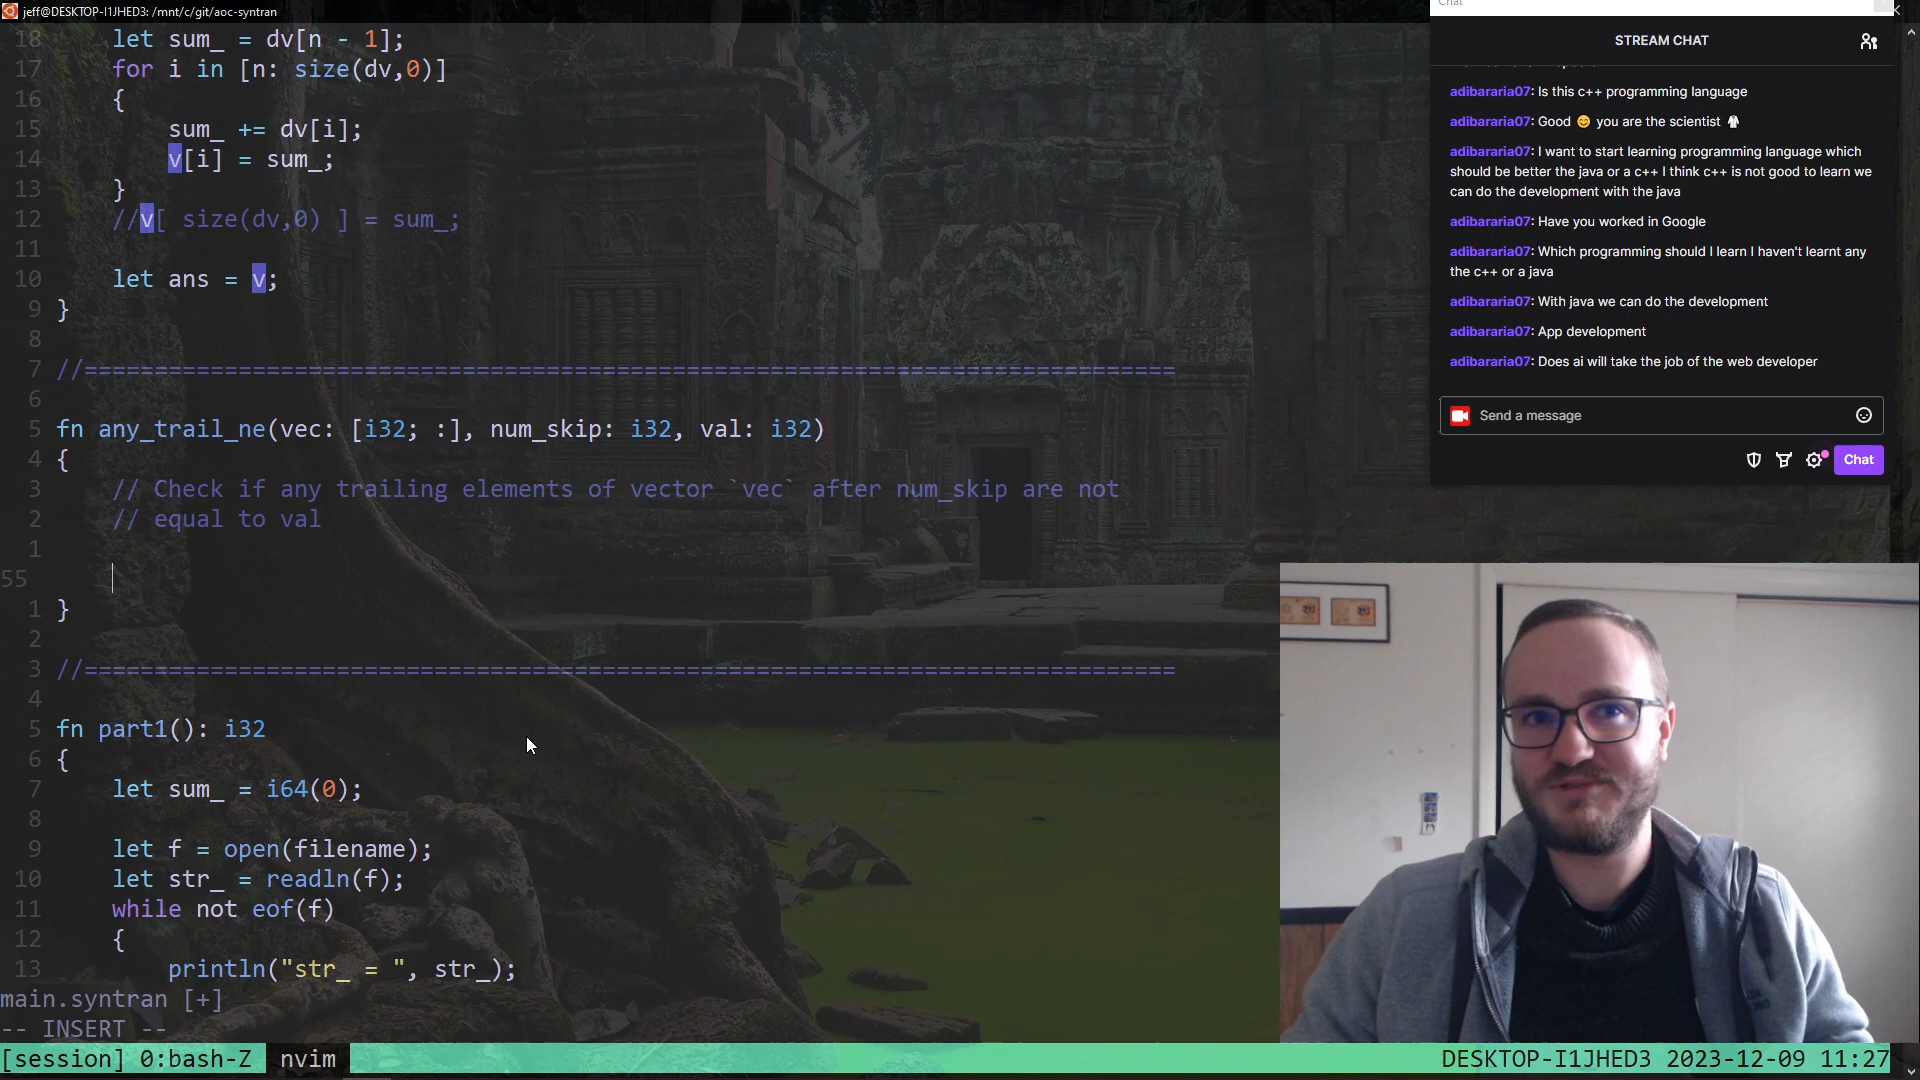 jeff@DESKTOP-I1JHED3: /mnt/c/git/aoc-syntran
18 let sum_ = dv[n - 1];
17 for i in [n: size(dv,0)]
16 {
15 sum_ += dv[i];
14 v[i] = sum_;
13 }
12 //v[ size(dv,0) ] = sum_;
11
10 let ans = v;
9 }
8
7 //==============================================================================
6
5 fn any_trail_ne(vec: [i32; :], num_skip: i32, val: i32)
4 {
3 // Check if any trailing elements of vector `vec` after num_skip are not
2 // equal to val
1
55
1 }
2
3 //==============================================================================
4
5 fn part1(): i32
6 {
7 let sum_ = i64(0);
8
9 let f = open(filename);
10 let str_ = readln(f);
11 while not eof(f)
12 {
13 println("str_ = ", str_);
main.syntran [+]
-- INSERT --
[session] 0:bash-Z nvim DESKTOP-I1JHED3 2023-12-09 11:27
Chat
STREAM CHAT
adibararia07: Is this c++ programming language
adibararia07: Good 😊 you are the scientist 🥼
adibararia07: I want to start learning programming language which
should be better the java or a c++ I think c++ is not good to learn we
can do the development with the java
adibararia07: Have you worked in Google
adibararia07: Which programming should I learn I haven't learnt any
the c++ or a java
adibararia07: With java we can do the development
adibararia07: App development
adibararia07: Does ai will take the job of the web developer
Send a message
Chat